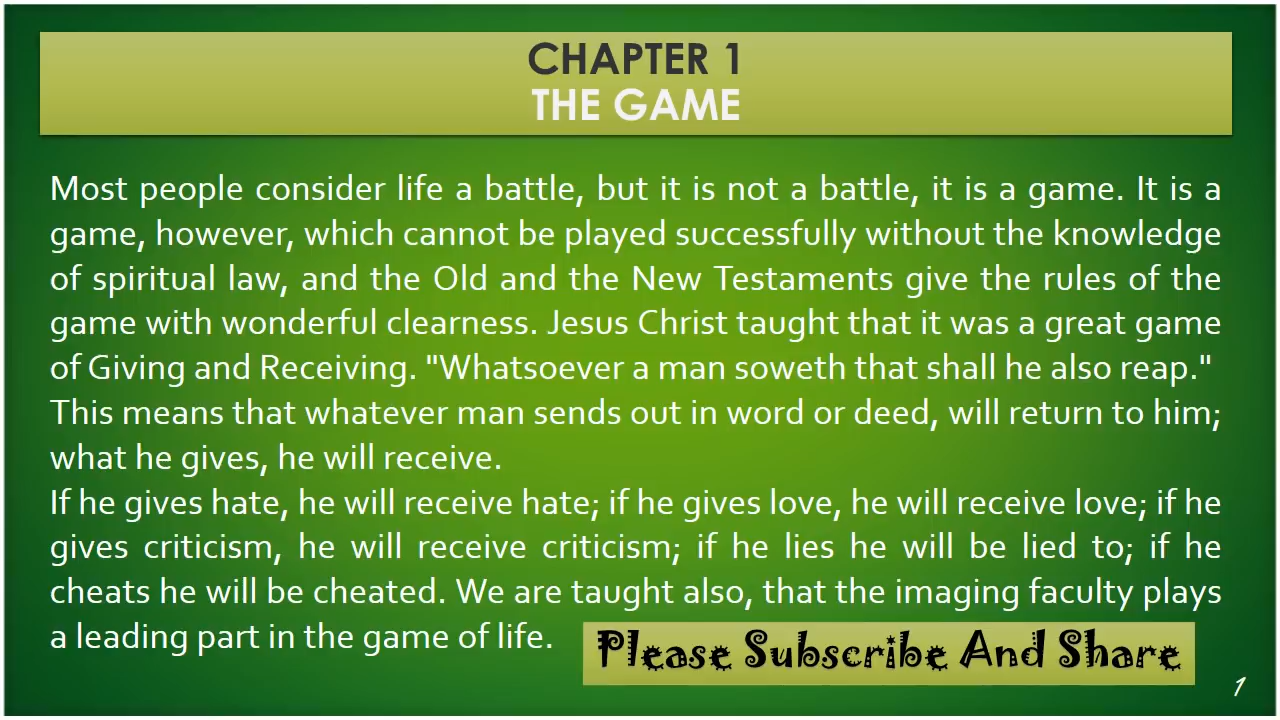 CHAPTER 1
THE GAME
Most people consider life a battle, but it is not a battle, it is a game. It is a
game, however, which cannot be played successfully without the knowledge
of spiritual law, and the Old and the New Testaments give the rules of the
game with wonderful clearness. Jesus Christ taught that it was a great game
of Giving and Receiving. "Whatsoever a man soweth that shall he also reap."
This means that whatever man sends out in word or deed, will return to him;
what he gives, he will receive.
If he gives hate, he will receive hate; if he gives love, he will receive love; if he
gives criticism, he will receive criticism; if he lies he will be lied to; if he
cheats he will be cheated. We are taught also, that the imaging faculty plays
a leading part in the game of life.
Please Subscribe And Share
1